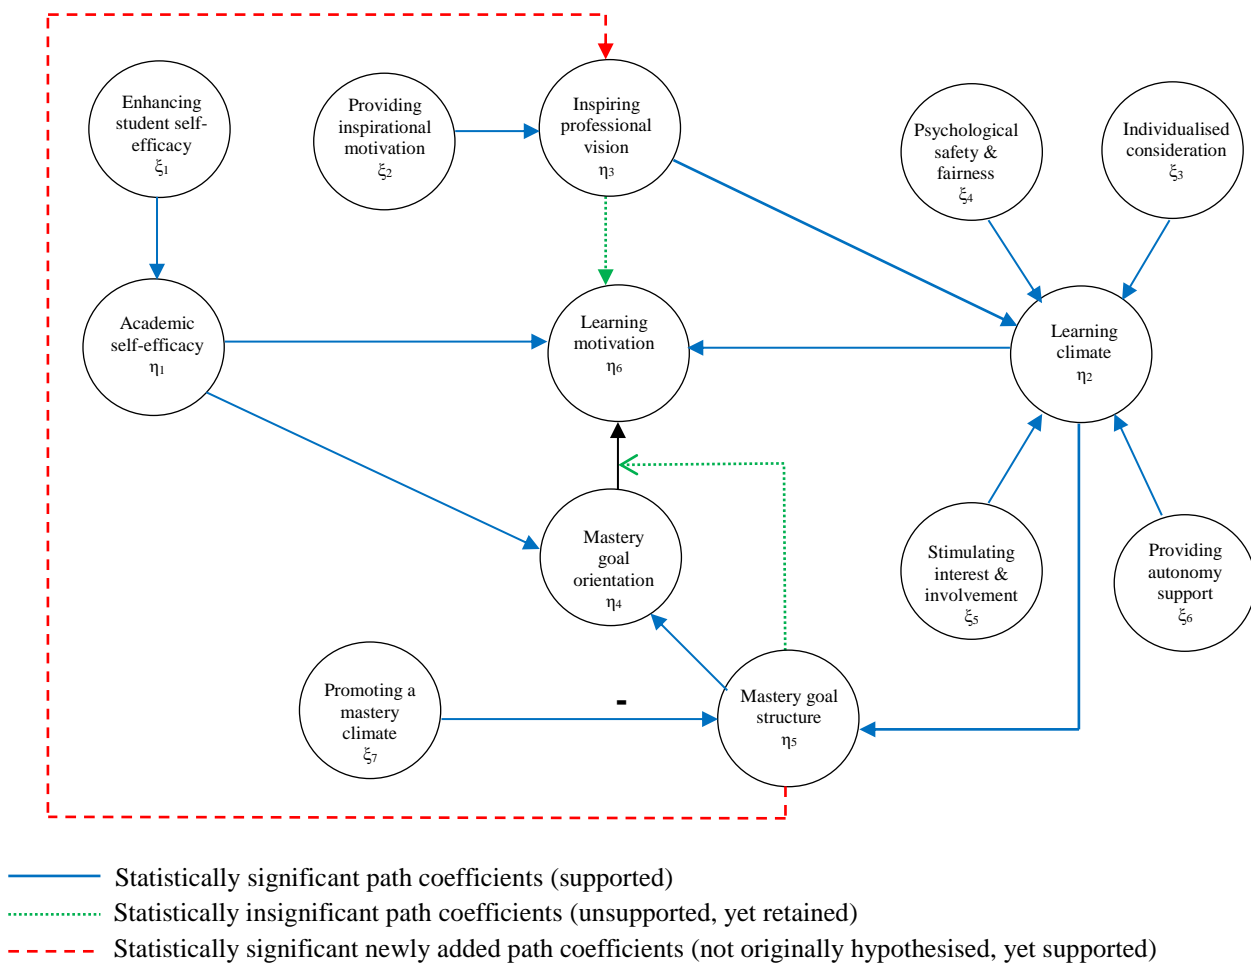 Enhancing
student self-
efficacy
ξ₁
Providing
inspirational
motivation
ξ₂
Inspiring
professional
vision
η₃
Psychological
safety &
fairness
ξ₄
Individualised
consideration
ξ₃
Academic
self-efficacy
η₁
Learning
motivation
η₆
Learning
climate
η₂
Mastery
goal
orientation
η₄
Stimulating
interest &
involvement
ξ₅
Providing
autonomy
support
ξ₆
Promoting a
mastery
climate
ξ₇
-
Mastery goal
structure
η₅
Statistically significant path coefficients (supported)
Statistically insignificant path coefficients (unsupported, yet retained)
Statistically significant newly added path coefficients (not originally hypothesised, yet supported)